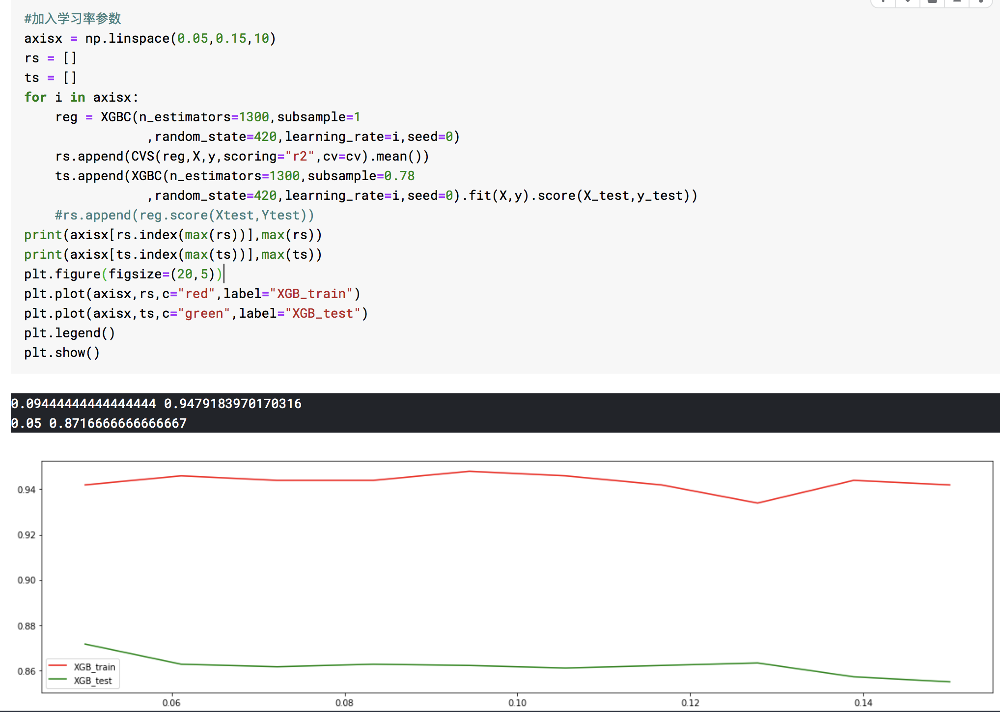 #加入学习率参数
axisx = np.linspace(0.05,0.15,10)
rs = []
ts = []
for i in axisx:
    reg = XGBC(n_estimators=1300,subsample=1
                ,random_state=420,learning_rate=i,seed=0)
    rs.append(CVS(reg,X,y,scoring="r2",cv=cv).mean())
    ts.append(XGBC(n_estimators=1300,subsample=0.78
                ,random_state=420,learning_rate=i,seed=0).fit(X,y).score(X_test,y_test))
    #rs.append(reg.score(Xtest,Ytest))
print(axisx[rs.index(max(rs))],max(rs))
print(axisx[ts.index(max(ts))],max(ts))
plt.figure(figsize=(20,5))
plt.plot(axisx,rs,c="red",label="XGB_train")
plt.plot(axisx,ts,c="green",label="XGB_test")
plt.legend()
plt.show()
0.09444444444444444 0.9479183970170316
0.05 0.8716666666666667
0.94
0.92
0.90
0.88
0.86
XGB_train
XGB_test
0.06 0.08 0.10 0.12 0.14